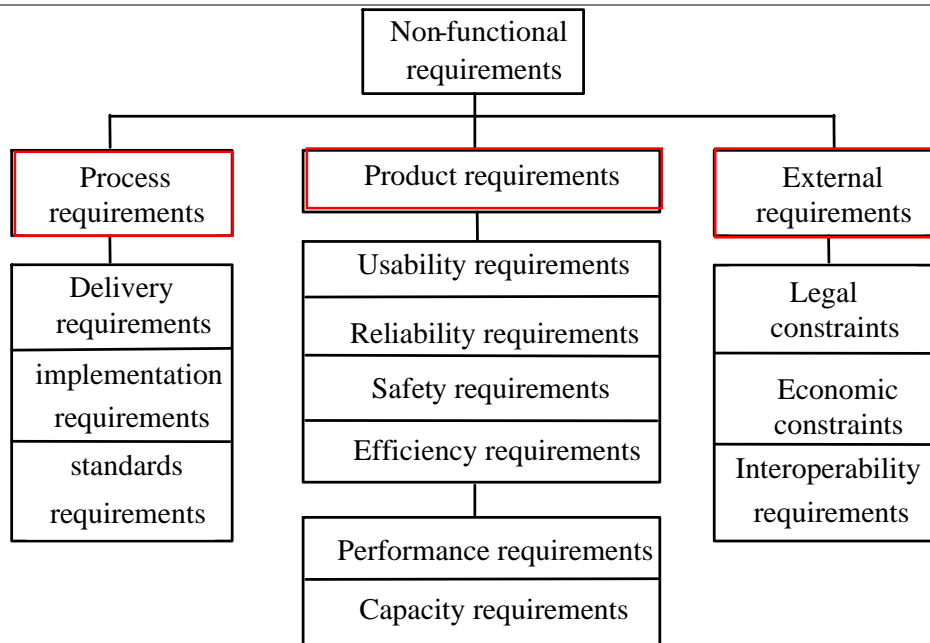 Non-functional
requirements
Process
requirements
Product requirements
External
requirements
Delivery
requirements
implementation
requirements
standards
requirements
Usability requirements
Reliability requirements
Safety requirements
Efficiency requirements
Performance requirements
Capacity requirements
Legal
constraints
Economic
constraints
Interoperability
requirements